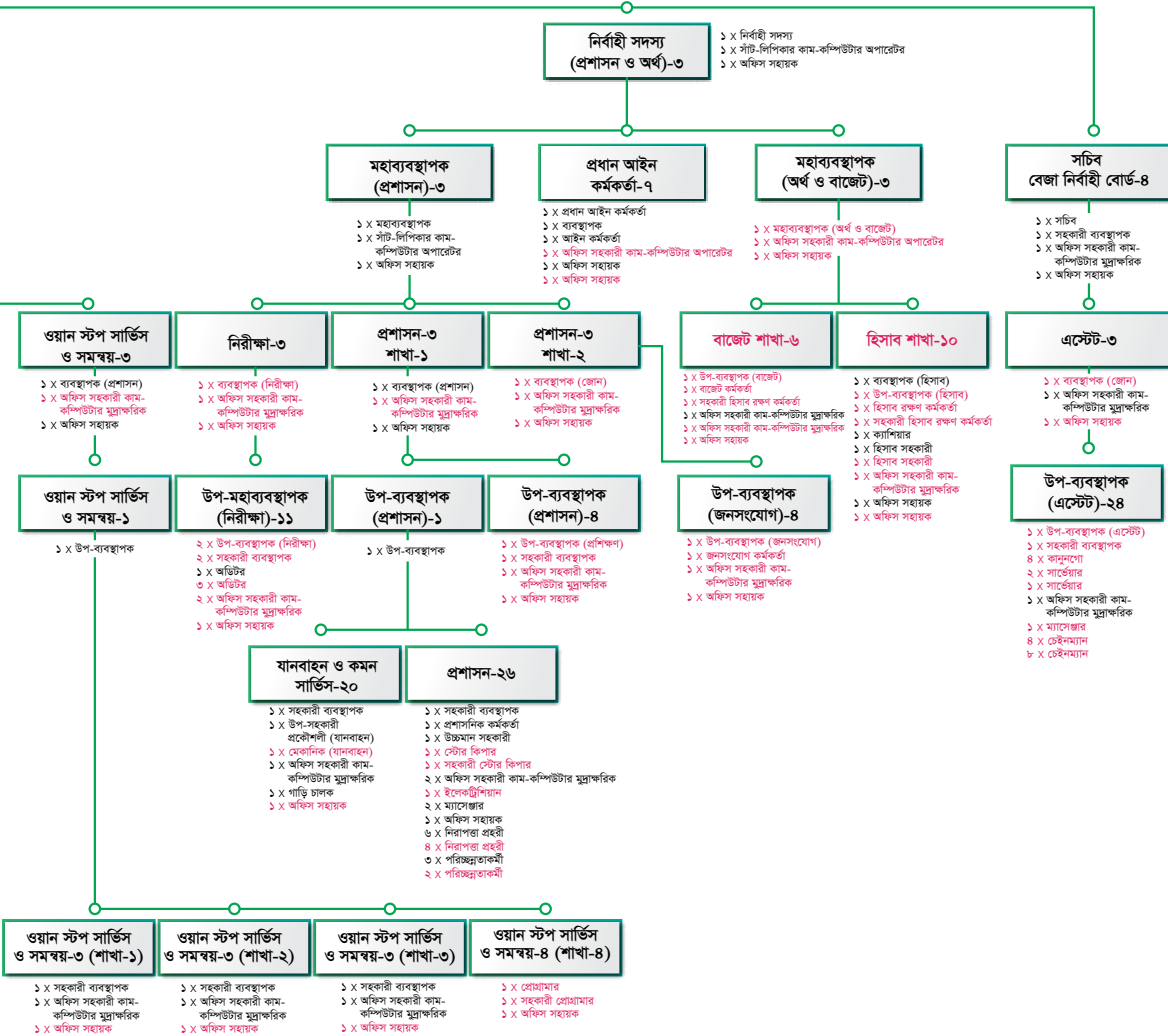 নির্বাহী সদস্য
(প্রশাসন ও অর্থ)-৩
১ X নির্বাহী সদস্য
১ X সাঁট-লিপিকার কাম-কম্পিউটার অপারেটর
১ X অফিস সহায়ক
মহাব্যবস্থাপক
(প্রশাসন)-৩
১ X মহাব্যবস্থাপক
১ X সাঁট-লিপিকার কাম-
কম্পিউটার অপারেটর
১ X অফিস সহায়ক
প্রধান আইন
কর্মকর্তা-৭
১ X প্রধান আইন কর্মকর্তা
১ X ব্যবস্থাপক
১ X আইন কর্মকর্তা
১ X অফিস সহকারী কাম-কম্পিউটার অপারেটর
১ X অফিস সহায়ক
১ X অফিস সহায়ক
মহাব্যবস্থাপক
(অর্থ ও বাজেট)-৩
১ X মহাব্যবস্থাপক (অর্থ ও বাজেট)
১ X অফিস সহকারী কাম-কম্পিউটার অপারেটর
১ X অফিস সহায়ক
সচিব
বেজা নির্বাহী বোর্ড-৪
১ X সচিব
১ X সহকারী ব্যবস্থাপক
১ X অফিস সহকারী কাম-
কম্পিউটার মুদ্রাক্ষরিক
১ X অফিস সহায়ক
ওয়ান স্টপ সার্ভিস
ও সমন্বয়-৩
১ X ব্যবস্থাপক (প্রশাসন)
১ X অফিস সহকারী কাম-
কম্পিউটার মুদ্রাক্ষরিক
১ X অফিস সহায়ক
নিরীক্ষা-৩
১ X ব্যবস্থাপক (নিরীক্ষা)
১ X অফিস সহকারী কাম-
কম্পিউটার মুদ্রাক্ষরিক
১ X অফিস সহায়ক
প্রশাসন-৩
শাখা-১
১ X ব্যবস্থাপক (প্রশাসন)
১ X অফিস সহকারী কাম-
কম্পিউটার মুদ্রাক্ষরিক
১ X অফিস সহায়ক
প্রশাসন-৩
শাখা-২
১ X ব্যবস্থাপক (জোন)
১ X অফিস সহকারী কাম-
কম্পিউটার মুদ্রাক্ষরিক
১ X অফিস সহায়ক
বাজেট শাখা-৬
১ X উপ-ব্যবস্থাপক (বাজেট)
১ X বাজেট কর্মকর্তা
১ X সহকারী হিসাব রক্ষণ কর্মকর্তা
১ X অফিস সহকারী কাম-কম্পিউটার মুদ্রাক্ষরিক
১ X অফিস সহকারী কাম-কম্পিউটার মুদ্রাক্ষরিক
১ X অফিস সহায়ক
হিসাব শাখা-১০
১ X ব্যবস্থাপক (হিসাব)
১ X উপ-ব্যবস্থাপক (হিসাব)
১ X হিসাব রক্ষণ কর্মকর্তা
১ X সহকারী হিসাব রক্ষণ কর্মকর্তা
১ X ক্যাশিয়ার
১ X হিসাব সহকারী
১ X হিসাব সহকারী
১ X অফিস সহকারী কাম-
কম্পিউটার মুদ্রাক্ষরিক
১ X অফিস সহায়ক
১ X অফিস সহায়ক
এস্টেট-৩
১ X ব্যবস্থাপক (জোন)
১ X অফিস সহকারী কাম-
কম্পিউটার মুদ্রাক্ষরিক
১ X অফিস সহায়ক
ওয়ান স্টপ সার্ভিস
ও সমন্বয়-১
১ X উপ-ব্যবস্থাপক
উপ-মহাব্যবস্থাপক
(নিরীক্ষা)-১১
২ X উপ-ব্যবস্থাপক (নিরীক্ষা)
২ X সহকারী ব্যবস্থাপক
১ X অডিটর
৩ X অডিটর
২ X অফিস সহকারী কাম-
কম্পিউটার মুদ্রাক্ষরিক
১ X অফিস সহায়ক
উপ-ব্যবস্থাপক
(প্রশাসন)-১
১ X উপ-ব্যবস্থাপক
উপ-ব্যবস্থাপক
(প্রশাসন)-৪
১ X উপ-ব্যবস্থাপক (প্রশিক্ষণ)
১ X সহকারী ব্যবস্থাপক
১ X অফিস সহকারী কাম-
কম্পিউটার মুদ্রাক্ষরিক
১ X অফিস সহায়ক
উপ-ব্যবস্থাপক
(জনসংযোগ)-৪
১ X উপ-ব্যবস্থাপক (জনসংযোগ)
১ X জনসংযোগ কর্মকর্তা
১ X অফিস সহকারী কাম-
কম্পিউটার মুদ্রাক্ষরিক
১ X অফিস সহায়ক
উপ-ব্যবস্থাপক
(এস্টেট)-২৪
১ X উপ-ব্যবস্থাপক (এস্টেট)
১ X সহকারী ব্যবস্থাপক
৪ X কানুনগো
২ X সার্ভেয়ার
১ X সার্ভেয়ার
১ X অফিস সহকারী কাম-
কম্পিউটার মুদ্রাক্ষরিক
১ X ম্যাসেঞ্জার
৪ X চেইনম্যান
৮ X চেইনম্যান
যানবাহন ও কমন
সার্ভিস-২০
১ X সহকারী ব্যবস্থাপক
১ X উপ-সহকারী
প্রকৌশলী (যানবাহন)
১ X মেকানিক (যানবাহন)
১ X অফিস সহকারী কাম-
কম্পিউটার মুদ্রাক্ষরিক
১ X গাড়ি চালক
১ X অফিস সহায়ক
প্রশাসন-২৬
১ X সহকারী ব্যবস্থাপক
১ X প্রশাসনিক কর্মকর্তা
১ X উচ্চমান সহকারী
১ X স্টোর কিপার
১ X সহকারী স্টোর কিপার
২ X অফিস সহকারী কাম-কম্পিউটার মুদ্রাক্ষরিক
১ X ইলেকট্রিশিয়ান
২ X ম্যাসেঞ্জার
১ X অফিস সহায়ক
৬ X নিরাপত্তা প্রহরী
৪ X নিরাপত্তা প্রহরী
৩ X পরিচ্ছন্নতাকর্মী
২ X পরিচ্ছন্নতাকর্মী
ওয়ান স্টপ সার্ভিস
ও সমন্বয়-৩ (শাখা-১)
১ X সহকারী ব্যবস্থাপক
১ X অফিস সহকারী কাম-
কম্পিউটার মুদ্রাক্ষরিক
১ X অফিস সহায়ক
ওয়ান স্টপ সার্ভিস
ও সমন্বয়-৩ (শাখা-২)
১ X সহকারী ব্যবস্থাপক
১ X অফিস সহকারী কাম-
কম্পিউটার মুদ্রাক্ষরিক
১ X অফিস সহায়ক
ওয়ান স্টপ সার্ভিস
ও সমন্বয়-৩ (শাখা-৩)
১ X সহকারী ব্যবস্থাপক
১ X অফিস সহকারী কাম-
কম্পিউটার মুদ্রাক্ষরিক
১ X অফিস সহায়ক
ওয়ান স্টপ সার্ভিস
ও সমন্বয়-৪ (শাখা-৪)
১ X প্রোগ্রামার
১ X সহকারী প্রোগ্রামার
১ X অফিস সহায়ক